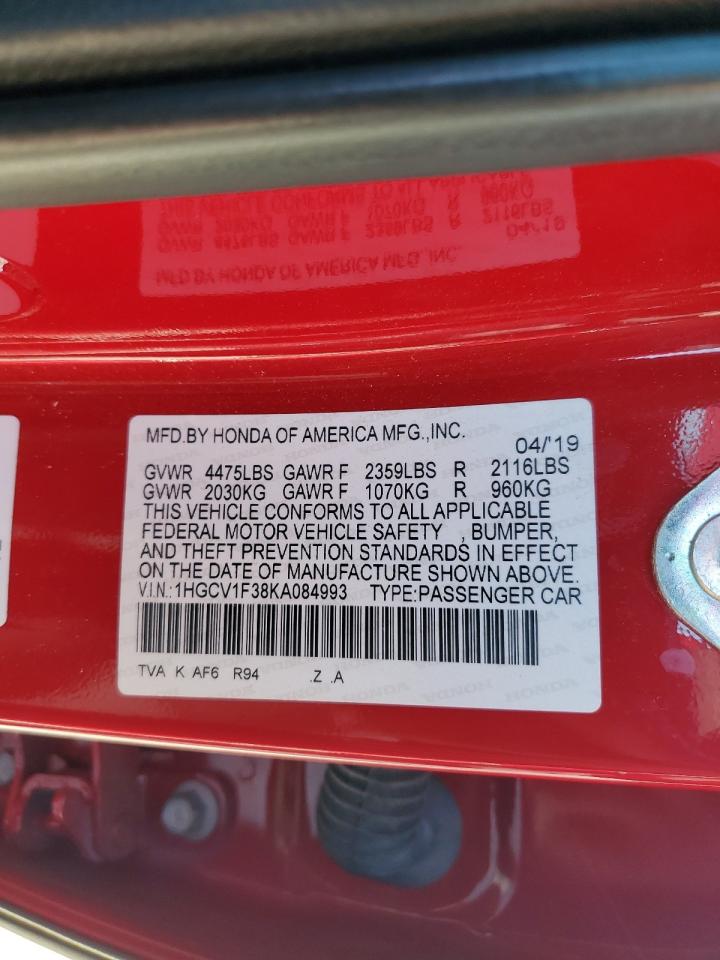 MFD.BY HONDA OF AMERICA MFG.,INC. 04/'19
GVWR 4475LBS GAWR F 2359LBS R 2116LBS
GVWR 2030KG GAWR F 1070KG R 960KG
THIS VEHICLE CONFORMS TO ALL APPLICABLE
FEDERAL MOTOR VEHICLE SAFETY , BUMPER,
AND THEFT PREVENTION STANDARDS IN EFFECT
ON THE DATE OF MANUFACTURE SHOWN ABOVE.
V.I.N.:1HGCV1F38KA084993 TYPE:PASSENGER CAR
TVA K AF6 R94 .Z .A